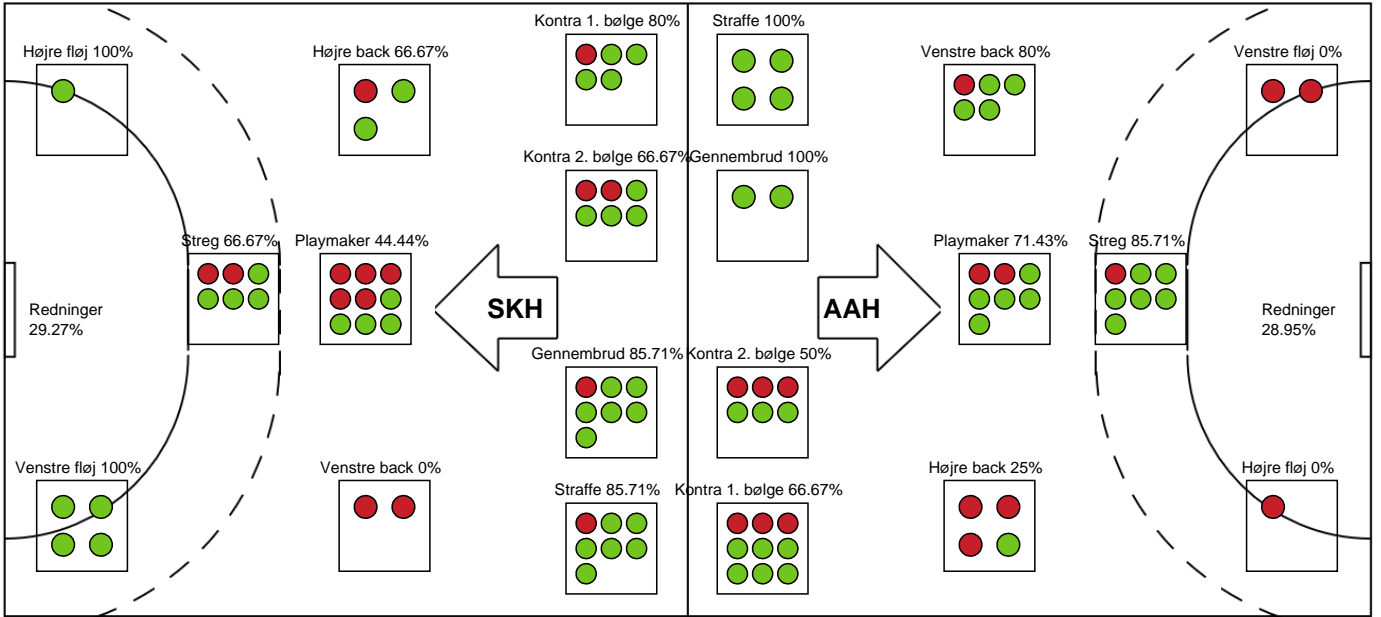 Kontra 1. bølge 80%
Straffe 100%
Højre fløj 100%
Højre back 66.67%
Venstre back 80%
Venstre fløj 0%
Kontra 2. bølge 66.67%
Gennembrud 100%
Streg 66.67%
Playmaker 44.44%
Playmaker 71.43%
Streg 85.71%
Redninger
29.27%
SKH
AAH
Redninger
28.95%
Gennembrud 85.71%
Kontra 2. bølge 50%
Venstre fløj 100%
Venstre back 0%
Højre back 25%
Højre fløj 0%
Straffe 85.71%
Kontra 1. bølge 66.67%